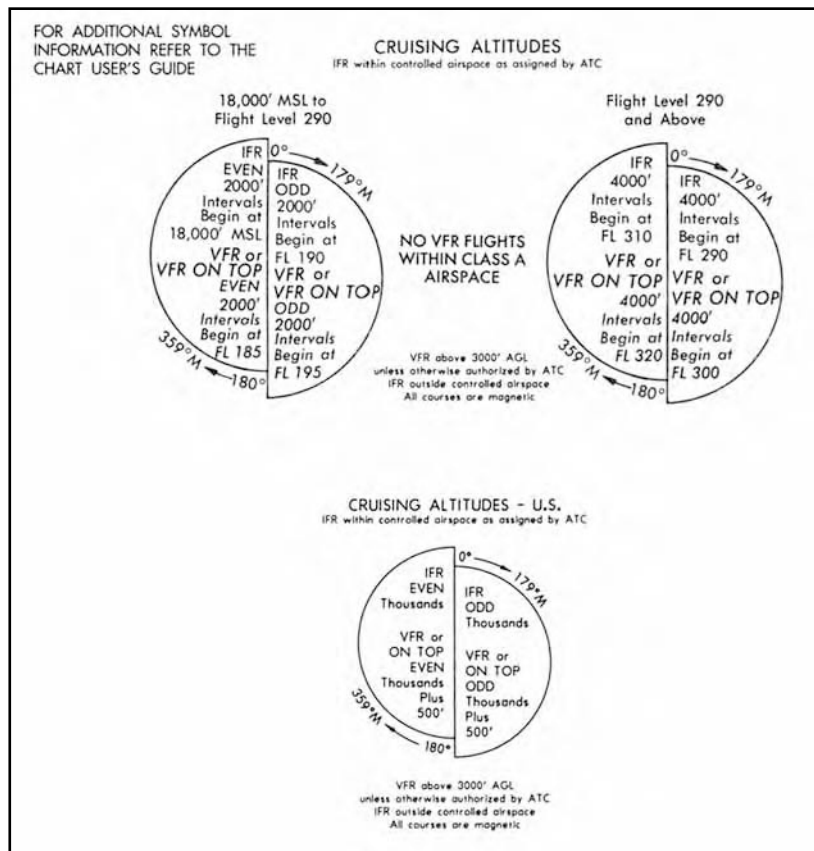 FOR ADDITIONAL SYMBOL
INFORMATION REFER TO THE
CHART USER'S GUIDE
CRUISING ALTITUDES
IFR within controlled airspace as assigned by ATC
18,000' MSL to
Flight Level 290
IFR
EVEN
2000'
Intervals
Begin at
18,000' MSL
VFR or
VFR ON TOP
EVEN
2000'
Intervals
Begin at
FL 185
0°
179°M
IFR
ODD
2000'
Intervals
Begin at
FL 190
VFR or
VFR ON TOP
ODD
2000'
Intervals
Begin at
FL 195
359°M
180°
NO VFR FLIGHTS
WITHIN CLASS A
AIRSPACE
VFR above 3000' AGL
unless otherwise authorized by ATC
IFR outside controlled airspace
All courses are magnetic
Flight Level 290
and Above
IFR
4000'
Intervals
Begin at
FL 310
VFR or
VFR ON TOP
4000'
Intervals
Begin at
FL 320
0°
179°M
IFR
4000'
Intervals
Begin at
FL 290
VFR or
VFR ON TOP
4000'
Intervals
Begin at
FL 300
359°M
180°
CRUISING ALTITUDES - U.S.
IFR within controlled airspace as assigned by ATC
IFR
EVEN
Thousands
VFR or
ON TOP
EVEN
Thousands
Plus
500'
0°
179°M
IFR
ODD
Thousands
VFR or
ON TOP
ODD
Thousands
Plus
500'
359°M
180°
VFR above 3000' AGL
unless otherwise authorized by ATC
IFR outside controlled airspace
All courses are magnetic